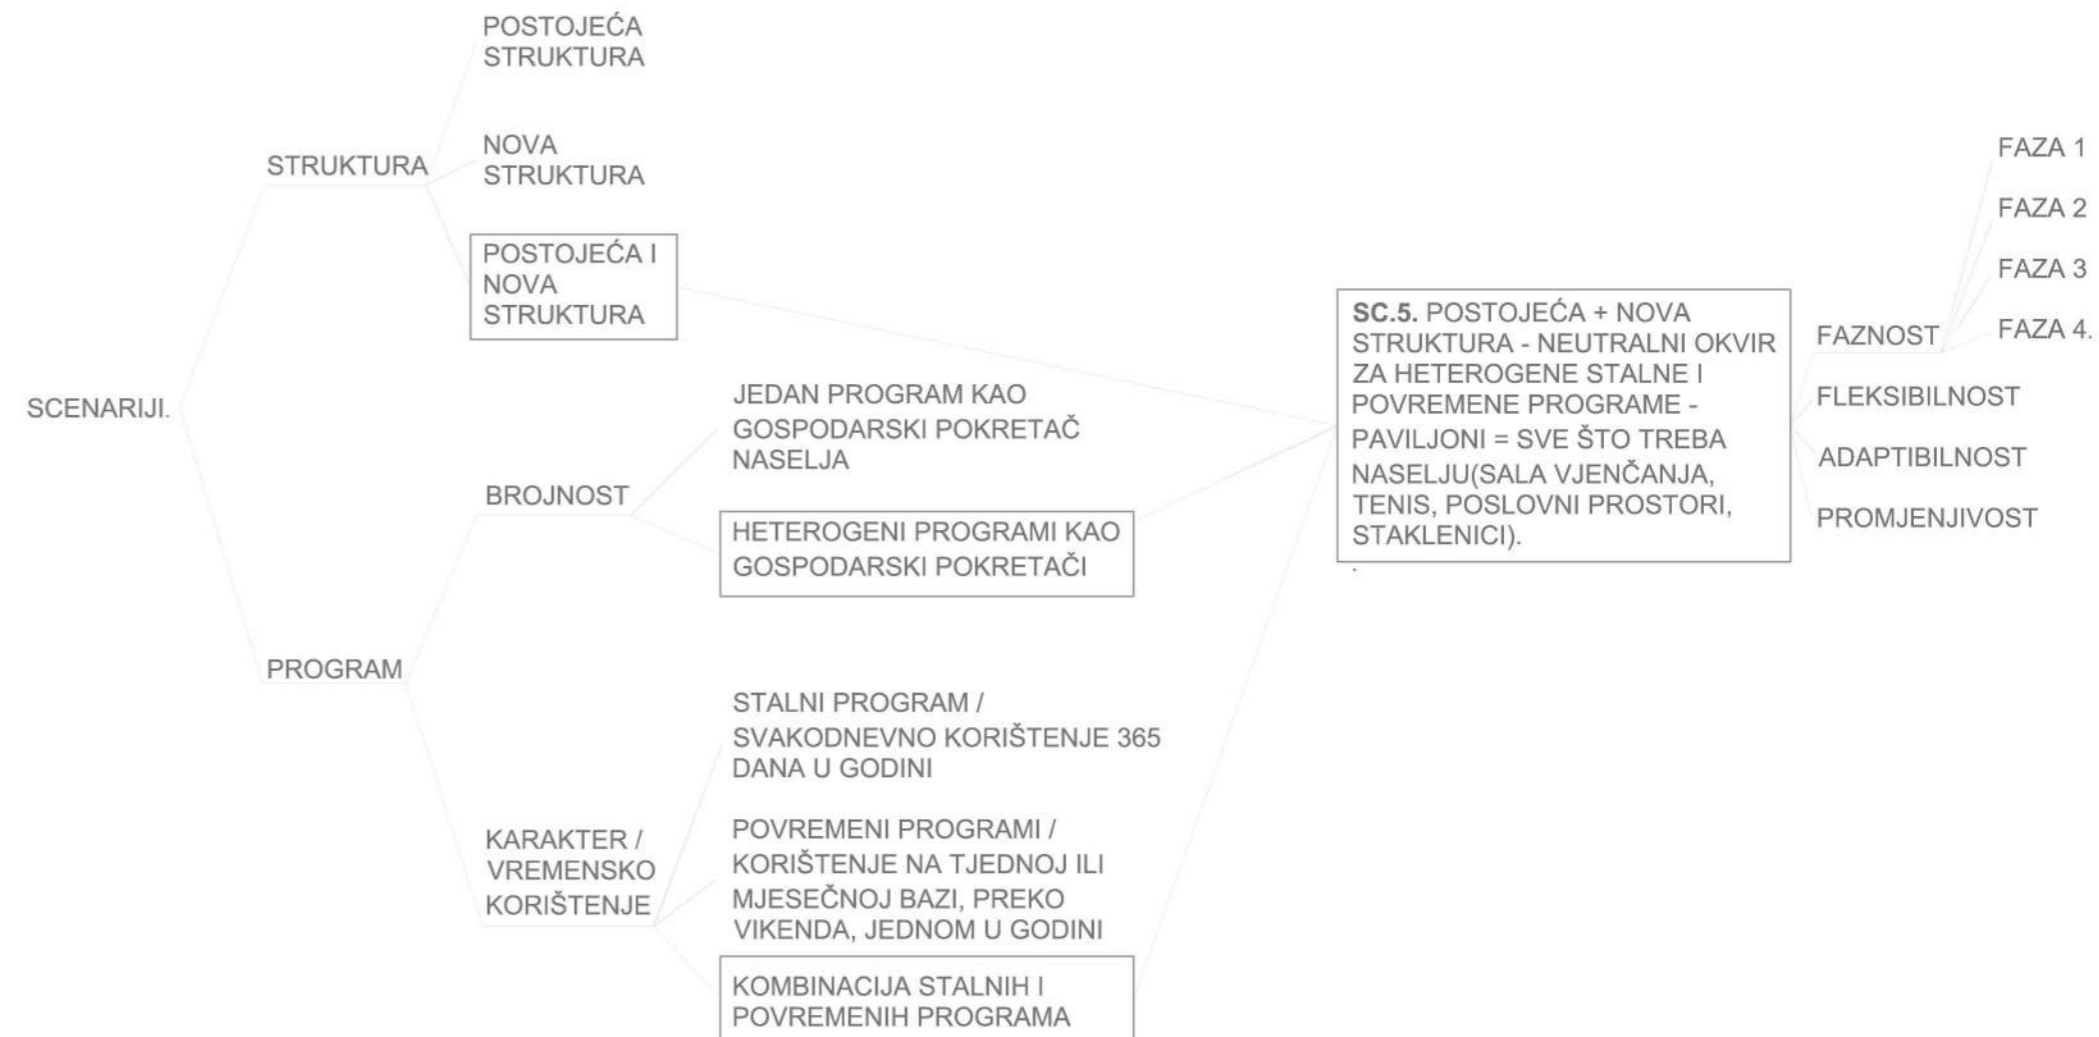 SCENARIJI.
STRUKTURA
POSTOJEĆA
STRUKTURA
NOVA
STRUKTURA
POSTOJEĆA I
NOVA
STRUKTURA
PROGRAM
BROJNOST
JEDAN PROGRAM KAO
GOSPODARSKI POKRETAČ
NASELJA
HETEROGENI PROGRAMI KAO
GOSPODARSKI POKRETAČI
KARAKTER /
VREMENSKO
KORIŠTENJE
STALNI PROGRAM /
SVAKODNEVNO KORIŠTENJE 365
DANA U GODINI
POVREMENI PROGRAMI /
KORIŠTENJE NA TJEDNOJ ILI
MJESEČNOJ BAZI, PREKO
VIKENDA, JEDNOM U GODINI
KOMBINACIJA STALNIH I
POVREMENIH PROGRAMA
SC.5. POSTOJEĆA + NOVA
STRUKTURA - NEUTRALNI OKVIR
ZA HETEROGENE STALNE I
POVREMENE PROGRAME -
PAVILJONI = SVE ŠTO TREBA
NASELJU(SALA VJENČANJA,
TENIS, POSLOVNI PROSTORI,
STAKLENICI).
.
FAZNOST
FAZA 1
FAZA 2
FAZA 3
FAZA 4.
FLEKSIBILNOST
ADAPTIBILNOST
PROMJENJIVOST